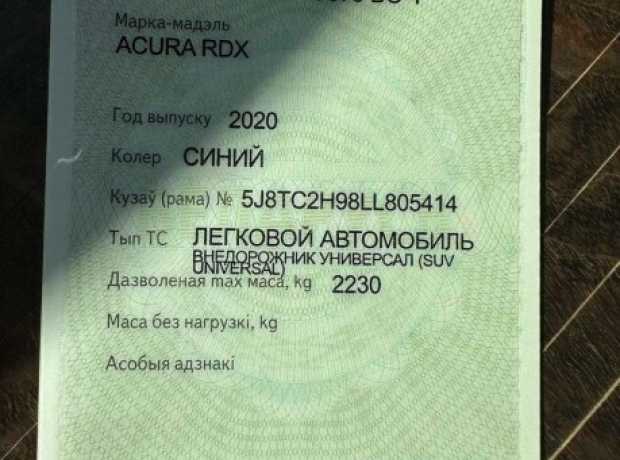 Марка-мадэль
ACURA RDX
Год выпуску 2020
Колер СИНИЙ
Кузаў (рама) № 5J8TC2H98LL805414
Тып ТС ЛЕГКОВОЙ АВТОМОБИЛЬ
ВНЕДОРОЖНИК УНИВЕРСАЛ (SUV
UNIVERSAL)
Дазволеная max маса, kg 2230
Маса без нагрузкі, kg
Асобыя адзнакі